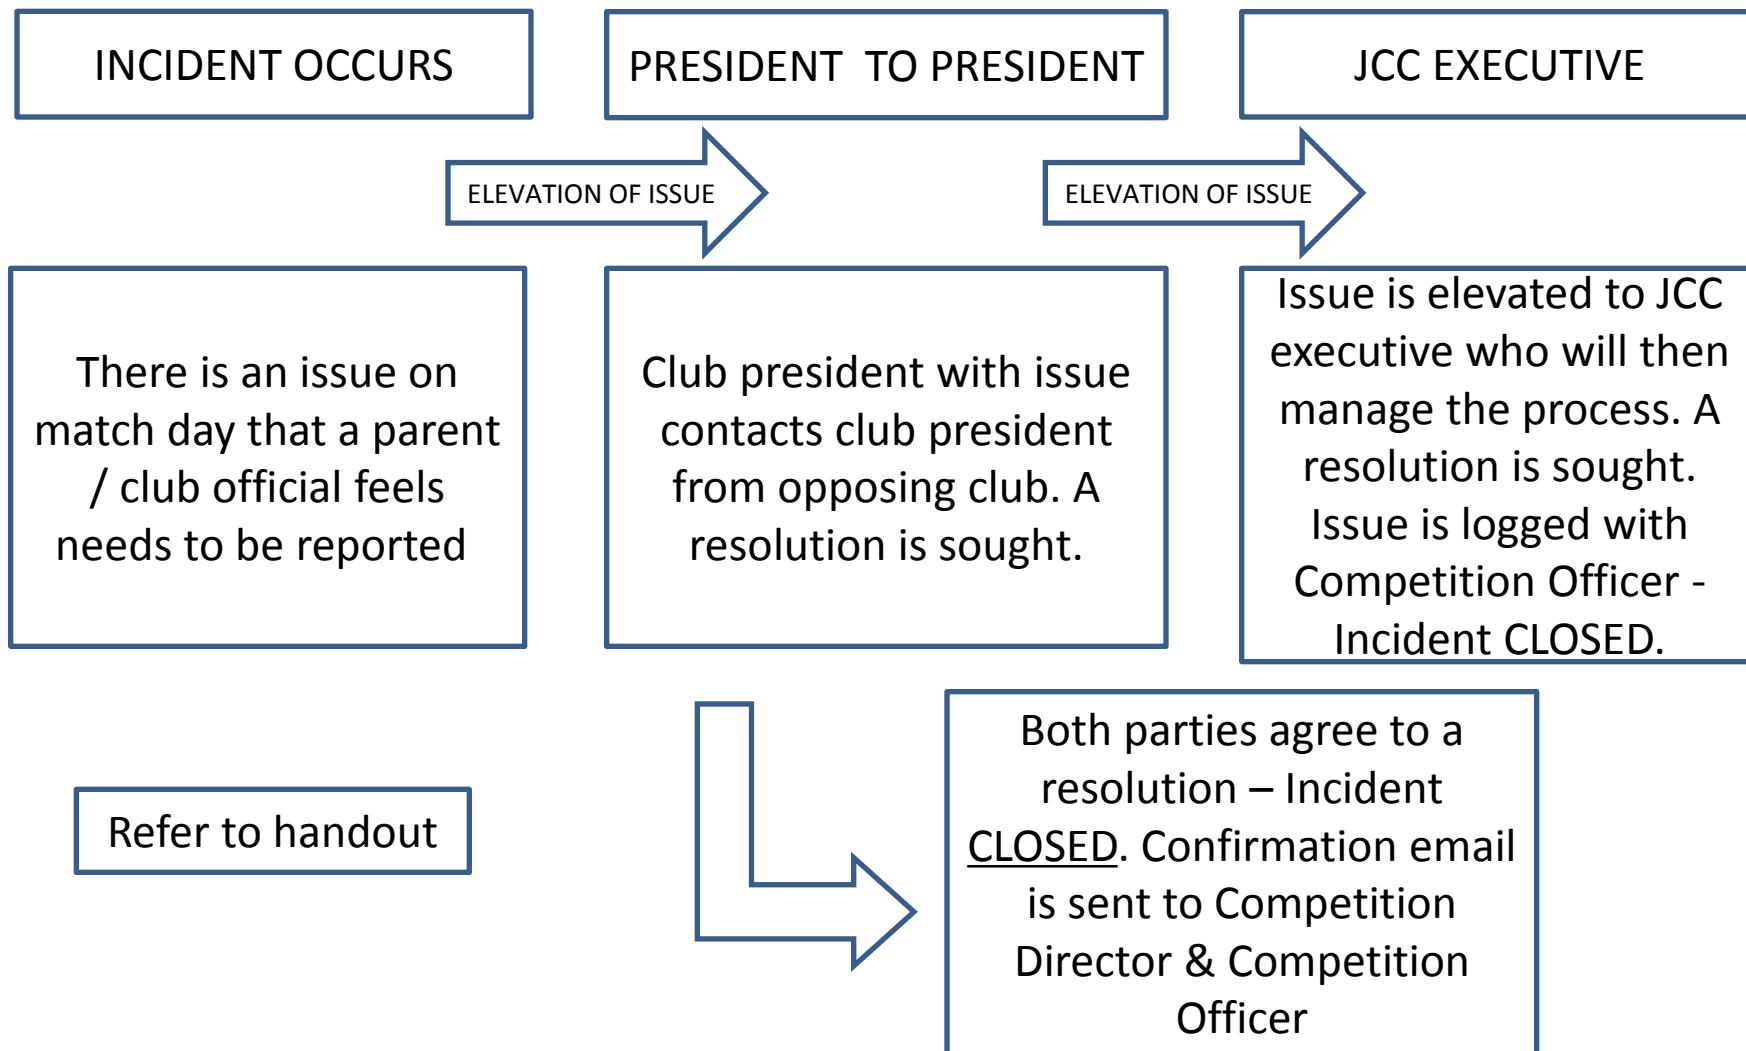 INCIDENT OCCURS
PRESIDENT TO PRESIDENT
JCC EXECUTIVE
ELEVATION OF ISSUE
ELEVATION OF ISSUE
There is an issue on
match day that a parent
/ club official feels
needs to be reported
Club president with issue
contacts club president
from opposing club. A
resolution is sought.
Issue is elevated to JCC
executive who will then
manage the process. A
resolution is sought.
Issue is logged with
Competition Officer -
Incident CLOSED.
Refer to handout
Both parties agree to a
resolution – Incident
CLOSED. Confirmation email
is sent to Competition
Director & Competition
Officer